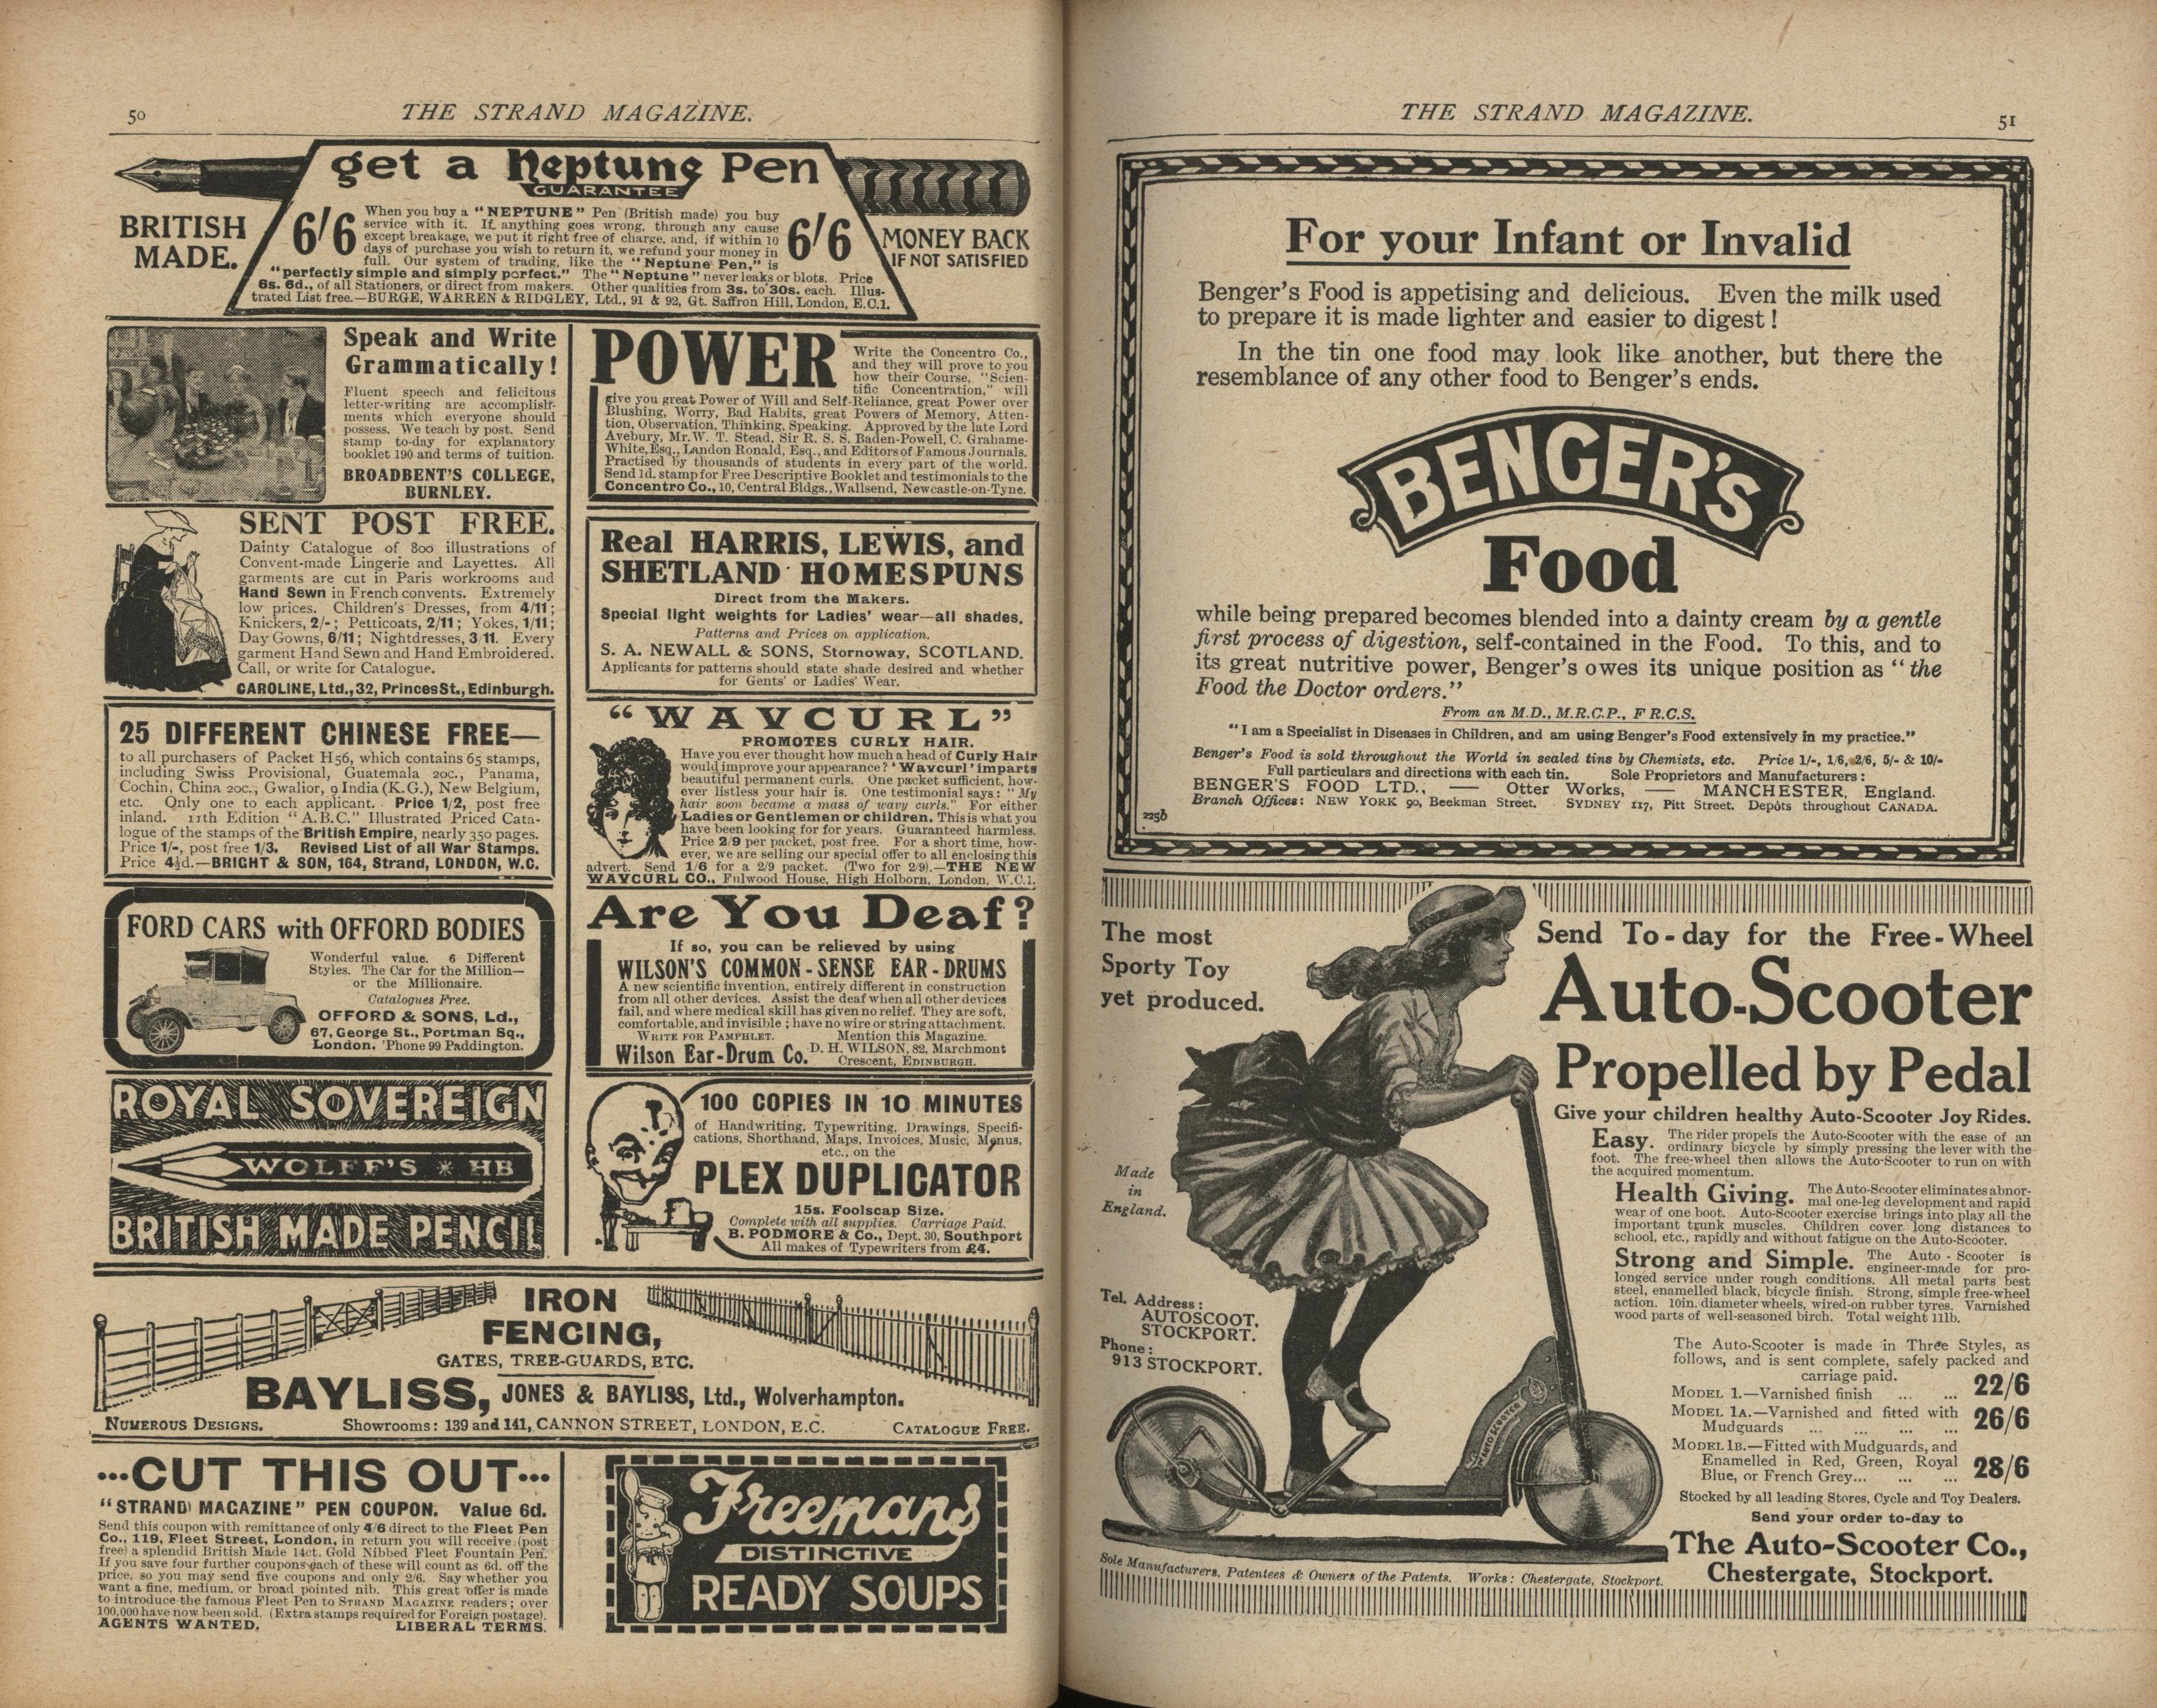 50
THE STRAND MAGAZINE.
get a Neptune Pen
GUARANTEE
BRITISH
MADE.
6/6
When you buy a "NEPTUNE" Pen (British made) you buy
service with it. If anything goes wrong, through any cause
except breakage, we put it right free of charge, and, if within 10
days of purchase you wish to return it, we refund your money in
full. Our system of trading, like the "Neptune Pen," is
"perfectly simple and simply perfect." The "Neptune" never leaks or blots. Price
6s. 6d., of all Stationers, or direct from makers. Other qualities from 3s. to 30s. each. Illus-
trated List free.—BURGE, WARREN & RIDGLEY, Ltd., 91 & 92, Gt. Saffron Hill, London, E.C.1.
6/6
MONEY BACK
IF NOT SATISFIED
Speak and Write
Grammatically!
Fluent speech and felicitous
letter-writing are accomplish-
ments which everyone should
possess. We teach by post. Send
stamp to-day for explanatory
booklet 190 and terms of tuition.
BROADBENT'S COLLEGE,
BURNLEY.
SENT POST FREE.
Dainty Catalogue of 800 illustrations of
Convent-made Lingerie and Layettes. All
garments are cut in Paris workrooms and
Hand Sewn in French convents. Extremely
low prices. Children's Dresses, from 4/11;
Knickers, 2/-; Petticoats, 2/11; Yokes, 1/11;
Day Gowns, 6/11; Nightdresses, 3/11. Every
garment Hand Sewn and Hand Embroidered.
Call, or write for Catalogue.
CAROLINE, Ltd., 32, Princes St., Edinburgh.
25 DIFFERENT CHINESE FREE—
to all purchasers of Packet H56, which contains 65 stamps,
including Swiss Provisional, Guatemala 20c., Panama,
Cochin, China 20c., Gwalior, 9 India (K.G.), New Belgium,
etc. Only one to each applicant. Price 1/2, post free
inland. 11th Edition "A.B.C." Illustrated Priced Cata-
logue of the stamps of the British Empire, nearly 350 pages.
Price 1/-, post free 1/3. Revised List of all War Stamps.
Price 4½d.—BRIGHT & SON, 164, Strand, LONDON, W.C.
FORD CARS with OFFORD BODIES
Wonderful value. 6 Different
Styles. The Car for the Million—
or the Millionaire.
Catalogues Free.
OFFORD & SONS, Ld.,
67, George St., Portman Sq.,
London. 'Phone 99 Paddington.
ROYAL SOVEREIGN
WOLFF'S * HB
BRITISH MADE PENCIL
POWER
Write the Concentro Co.,
and they will prove to you
how their Course, "Scien-
tific Concentration," will
give you great Power of Will and Self-Reliance, great Power over
Blushing, Worry, Bad Habits, great Powers of Memory, Atten-
tion, Observation, Thinking, Speaking. Approved by the late Lord
Avebury, Mr. W. T. Stead, Sir R. S. S. Baden-Powell, C. Grahame-
White, Esq., Landon Ronald, Esq., and Editors of Famous Journals.
Practised by thousands of students in every part of the world.
Send 1d. stamp for Free Descriptive Booklet and testimonials to the
Concentro Co., 10, Central Bldgs., Wallsend, Newcastle-on-Tyne.
Real HARRIS, LEWIS, and
SHETLAND HOMESPUNS
Direct from the Makers.
Special light weights for Ladies' wear—all shades.
Patterns and Prices on application.
S. A. NEWALL & SONS, Stornoway, SCOTLAND.
Applicants for patterns should state shade desired and whether
for Gents' or Ladies' Wear.
"WAVCURL"
PROMOTES CURLY HAIR.
Have you ever thought how much a head of Curly Hair
would improve your appearance? 'Wavcurl' imparts
beautiful permanent curls. One packet sufficient, how-
ever listless your hair is. One testimonial says: "My
hair soon became a mass of wavy curls." For either
Ladies or Gentlemen or children. This is what you
have been looking for for years. Guaranteed harmless.
Price 2/9 per packet, post free. For a short time, how-
ever, we are selling our special offer to all enclosing this
advert. Send 1/6 for a 2/9 packet. (Two for 2/9).—THE NEW
WAVCURL CO., Fulwood House, High Holborn, London, W.C.1.
Are You Deaf?
If so, you can be relieved by using
WILSON'S COMMON-SENSE EAR-DRUMS
A new scientific invention, entirely different in construction
from all other devices. Assist the deaf when all other devices
fail, and where medical skill has given no relief. They are soft,
comfortable, and invisible; have no wire or string attachment.
WRITE FOR PAMPHLET. Mention this Magazine.
Wilson Ear-Drum Co. D. H. WILSON, 82, Marchmont
Crescent, EDINBURGH.
100 COPIES IN 10 MINUTES
of Handwriting, Typewriting, Drawings, Specifi-
cations, Shorthand, Maps, Invoices, Music, Menus,
etc., on the
PLEX DUPLICATOR
15s. Foolscap Size.
Complete with all supplies. Carriage Paid.
B. PODMORE & Co., Dept. 30, Southport
All makes of Typewriters from £4.
IRON
FENCING,
GATES, TREE-GUARDS, ETC.
BAYLISS, JONES & BAYLISS, Ltd., Wolverhampton.
NUMEROUS DESIGNS. Showrooms: 139 and 141, CANNON STREET, LONDON, E.C. CATALOGUE FREE.
...CUT THIS OUT...
"STRAND MAGAZINE" PEN COUPON. Value 6d.
Send this coupon with remittance of only 4/6 direct to the Fleet Pen
Co., 119, Fleet Street, London, in return you will receive (post
free) a splendid British Made 14ct. Gold Nibbed Fleet Fountain Pen.
If you save four further coupons each of these will count as 6d. off the
price, so you may send five coupons and only 2/6. Say whether you
want a fine, medium, or broad pointed nib. This great offer is made
to introduce the famous Fleet Pen to STRAND MAGAZINE readers; over
100,000 have now been sold. (Extra stamps required for Foreign postage).
AGENTS WANTED. LIBERAL TERMS.
Freemans
DISTINCTIVE
READY SOUPS
THE STRAND MAGAZINE.
51
For your Infant or Invalid
Benger's Food is appetising and delicious. Even the milk used
to prepare it is made lighter and easier to digest!
In the tin one food may look like another, but there the
resemblance of any other food to Benger's ends.
BENGER'S
Food
while being prepared becomes blended into a dainty cream by a gentle
first process of digestion, self-contained in the Food. To this, and to
its great nutritive power, Benger's owes its unique position as "the
Food the Doctor orders."
From an M.D., M.R.C.P., F.R.C.S.
"I am a Specialist in Diseases in Children, and am using Benger's Food extensively in my practice."
Benger's Food is sold throughout the World in sealed tins by Chemists, etc. Price 1/-, 1/6, 2/6, 5/- & 10/-
Full particulars and directions with each tin. Sole Proprietors and Manufacturers:
BENGER'S FOOD LTD., — Otter Works, — MANCHESTER, England.
Branch Offices: NEW YORK 90, Beekman Street. SYDNEY 117, Pitt Street. Depôts throughout CANADA.
225b
The most
Sporty Toy
yet produced.
Send To-day for the Free-Wheel
Auto-Scooter
Propelled by Pedal
Give your children healthy Auto-Scooter Joy Rides.
Easy. The rider propels the Auto-Scooter with the ease of an
ordinary bicycle by simply pressing the lever with the
foot. The free-wheel then allows the Auto-Scooter to run on with
the acquired momentum.
Health Giving. The Auto-Scooter eliminates abnor-
mal one-leg development and rapid
wear of one boot. Auto-Scooter exercise brings into play all the
important trunk muscles. Children cover long distances to
school, etc., rapidly and without fatigue on the Auto-Scooter.
Strong and Simple. The Auto-Scooter is
engineer-made for pro-
longed service under rough conditions. All metal parts best
steel, enamelled black, bicycle finish. Strong, simple free-wheel
action. 10in. diameter wheels, wired-on rubber tyres. Varnished
wood parts of well-seasoned birch. Total weight 11lb.
Made
in
England.
Tel. Address:
AUTOSCOOT,
STOCKPORT.
Phone:
913 STOCKPORT.
AUTO SCOOTER
The Auto-Scooter is made in Three Styles, as
follows, and is sent complete, safely packed and
carriage paid.
MODEL 1.—Varnished finish ... ... 22/6
MODEL 1A.—Varnished and fitted with
Mudguards ... ... ... ... 26/6
MODEL 1B.—Fitted with Mudguards, and
Enamelled in Red, Green, Royal
Blue, or French Grey... ... ... 28/6
Stocked by all leading Stores, Cycle and Toy Dealers.
Send your order to-day to
The Auto-Scooter Co.,
Chestergate, Stockport.
Sole Manufacturers, Patentees & Owners of the Patents. Works: Chestergate, Stockport.